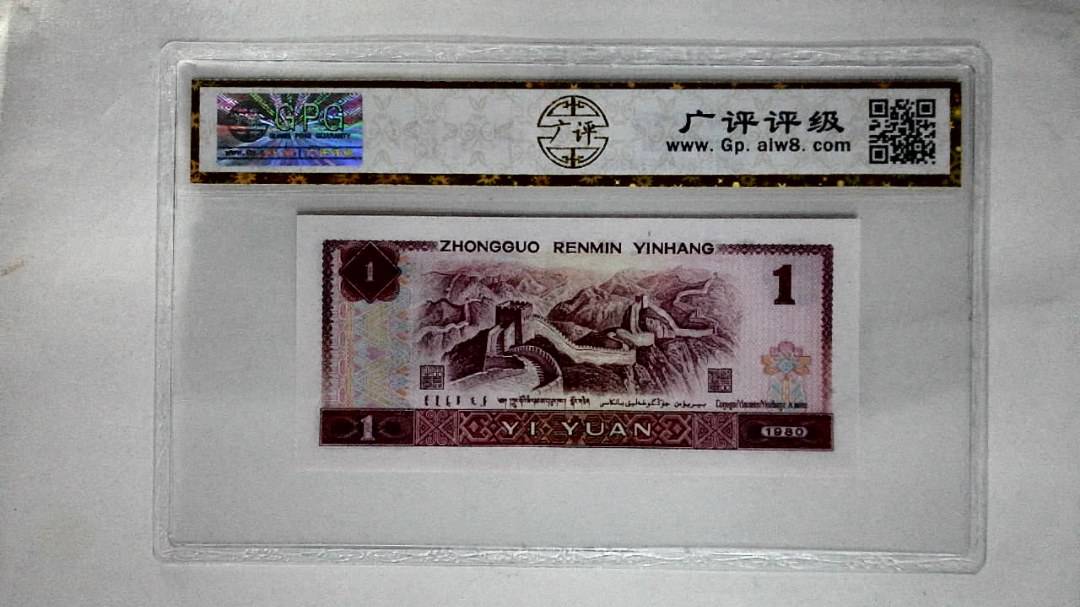 GPG
广评
广评评级
www. Gp. alw8. com
ZHONGGUO RENMIN YINHANG
1
1
1
YI YUAN
1980